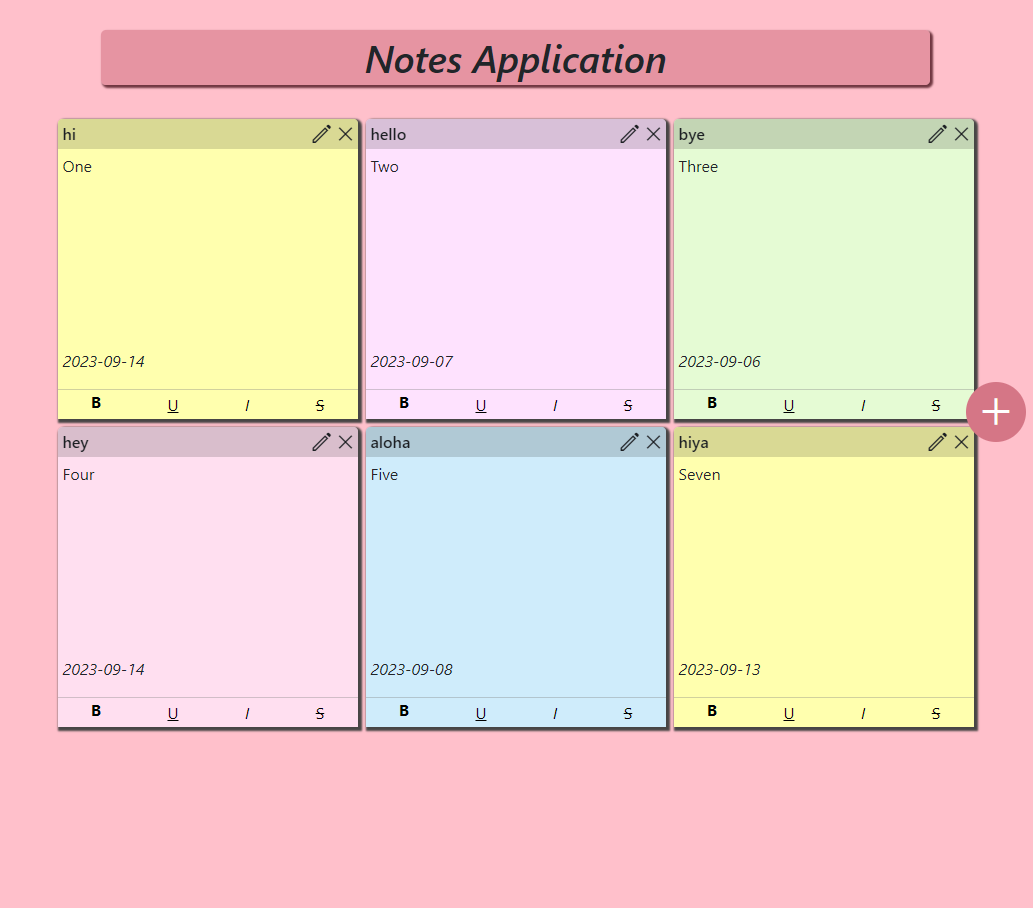 Notes Application
hi
One
2023-09-14
B U I S
hello
Two
2023-09-07
B U I S
bye
Three
2023-09-06
B U I S
hey
Four
2023-09-14
B U I S
aloha
Five
2023-09-08
B U I S
hiya
Seven
2023-09-13
B U I S